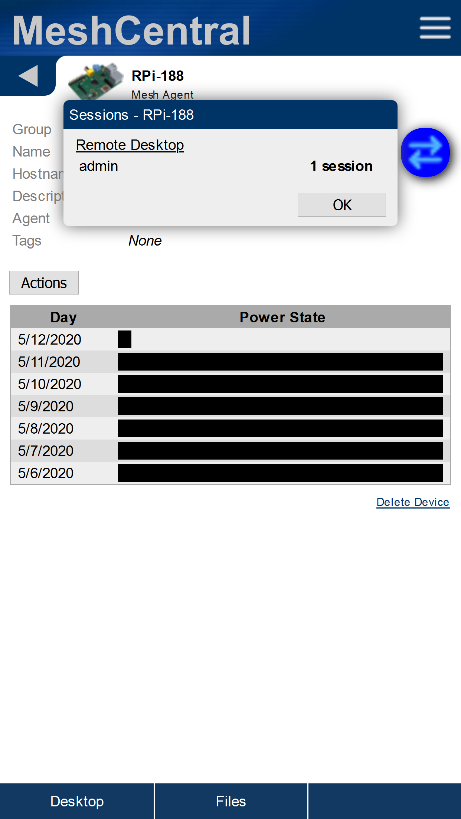 MeshCentral
RPi-188
Mesh Agent
Sessions - RPi-188
Remote Desktop
admin 1 session
OK
Group
Name
Agent
Tags None
Actions
Day Power State
5/12/2020
5/11/2020
5/10/2020
5/9/2020
5/8/2020
5/7/2020
5/6/2020
Delete Device
Desktop Files